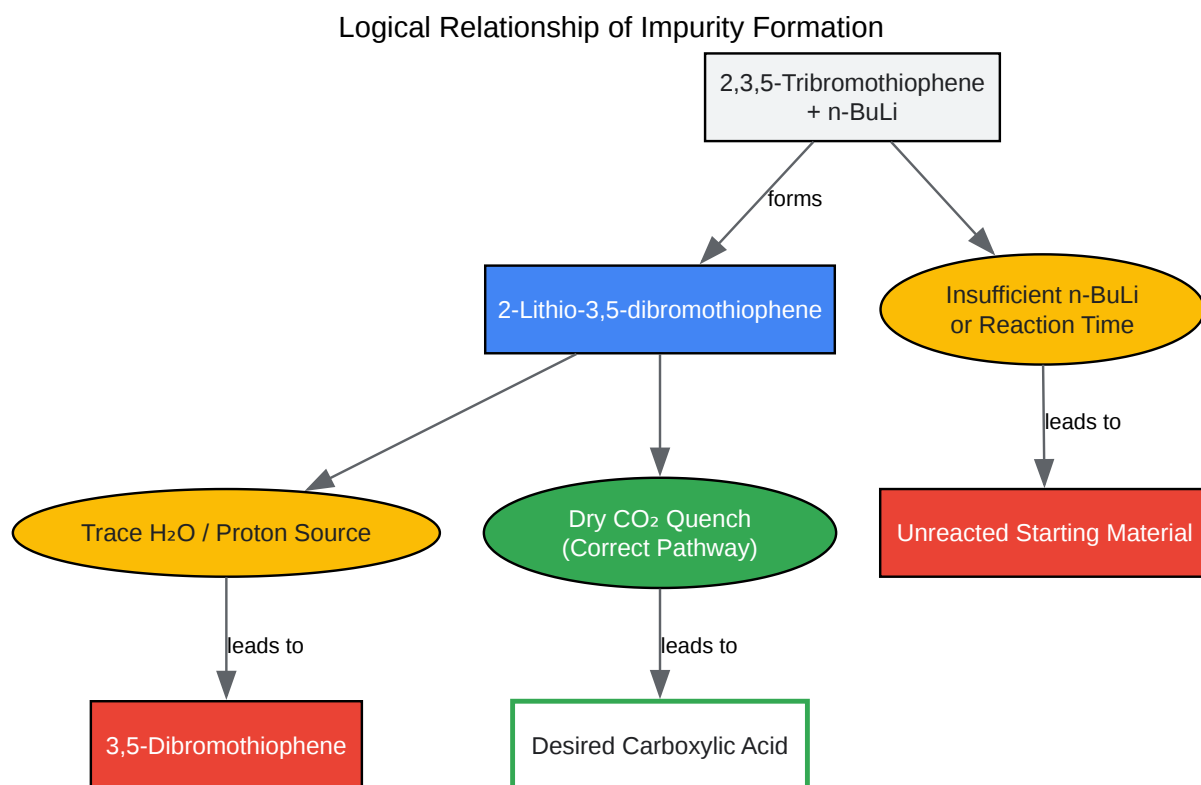 Logical Relationship of Impurity Formation
2,3,5-Tribromothiophene
+ n-BuLi
forms
2-Lithio-3,5-dibromothiophene
Insufficient n-BuLi
or Reaction Time
leads to
Trace H₂O / Proton Source
Dry CO₂ Quench
(Correct Pathway)
Unreacted Starting Material
leads to
leads to
3,5-Dibromothiophene
Desired Carboxylic Acid